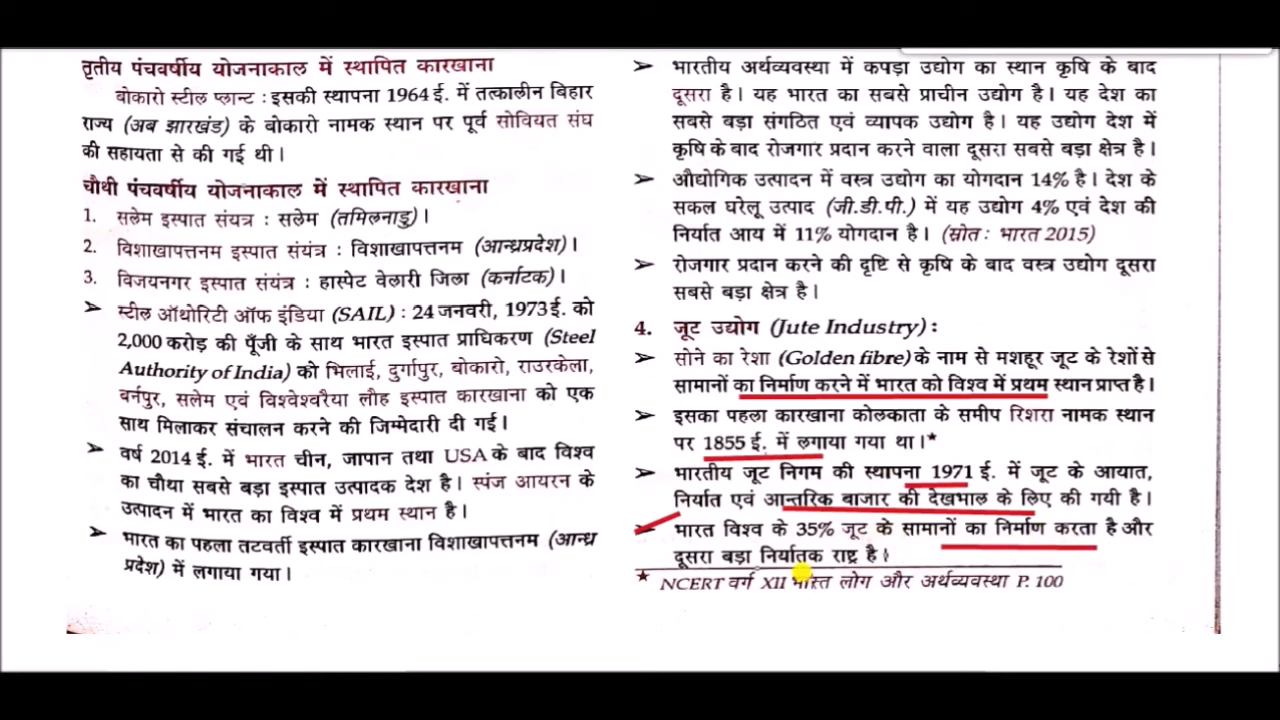 तृतीय पंचवर्षीय योजनाकाल में स्थापित कारखाना
बोकारो स्टील प्लान्ट : इसकी स्थापना 1964 ई. में तत्कालीन बिहार
राज्य (अब झारखंड) के बोकारो नामक स्थान पर पूर्व सोवियत संघ
की सहायता से की गई थी।
चौथी पंचवर्षीय योजनाकाल में स्थापित कारखाना
1. सलेम इस्पात संयत्र : सलेम (तमिलनाडु)।
2. विशाखापत्तनम इस्पात संयंत्र : विशाखापत्तनम (आन्ध्रप्रदेश)।
3. विजयनगर इस्पात संयंत्र : हास्पेट वेलारी जिला (कर्नाटक)।
➤ स्टील ऑथोरिटी ऑफ इंडिया (SAIL) : 24 जनवरी, 1973 ई. को
2,000 करोड़ की पूँजी के साथ भारत इस्पात प्राधिकरण (Steel
Authority of India) को भिलाई, दुर्गापुर, बोकारो, राउरकेला,
बर्नपुर, सलेम एवं विश्वेश्वरैया लौह इस्पात कारखाना को एक
साथ मिलाकर संचालन करने की जिम्मेदारी दी गई।
➤ वर्ष 2014 ई. में भारत चीन, जापान तथा USA के बाद विश्व
का चौथा सबसे बड़ा इस्पात उत्पादक देश है। स्पंज आयरन के
उत्पादन में भारत का विश्व में प्रथम स्थान है।
➤ भारत का पहला तटवर्ती इस्पात कारखाना विशाखापत्तनम (आन्ध्र
प्रदेश) में लगाया गया।
➤ भारतीय अर्थव्यवस्था में कपड़ा उद्योग का स्थान कृषि के बाद
दूसरा है। यह भारत का सबसे प्राचीन उद्योग है। यह देश का
सबसे बड़ा संगठित एवं व्यापक उद्योग है। यह उद्योग देश में
कृषि के बाद रोजगार प्रदान करने वाला दूसरा सबसे बड़ा क्षेत्र है।
➤ औद्योगिक उत्पादन में वस्त्र उद्योग का योगदान 14% है। देश के
सकल घरेलू उत्पाद (जी.डी.पी.) में यह उद्योग 4% एवं देश की
निर्यात आय में 11% योगदान है। (स्रोत : भारत 2015)
➤ रोजगार प्रदान करने की दृष्टि से कृषि के बाद वस्त्र उद्योग दूसरा
सबसे बड़ा क्षेत्र है।
4. जूट उद्योग (Jute Industry) :
➤ सोने का रेशा (Golden fibre) के नाम से मशहूर जूट के रेशों से
सामानों का निर्माण करने में भारत को विश्व में प्रथम स्थान प्राप्त है।
➤ इसका पहला कारखाना कोलकाता के समीप रिशरा नामक स्थान
पर 1855 ई. में लगाया गया था।*
➤ भारतीय जूट निगम की स्थापना 1971 ई. में जूट के आयात,
निर्यात एवं आन्तरिक बाजार की देखभाल के लिए की गयी है।
➤ भारत विश्व के 35% जूट के सामानों का निर्माण करता है और
दूसरा बड़ा निर्यातक राष्ट्र है।
* NCERT वर्ग XII भारत लोग और अर्थव्यवस्था P. 100